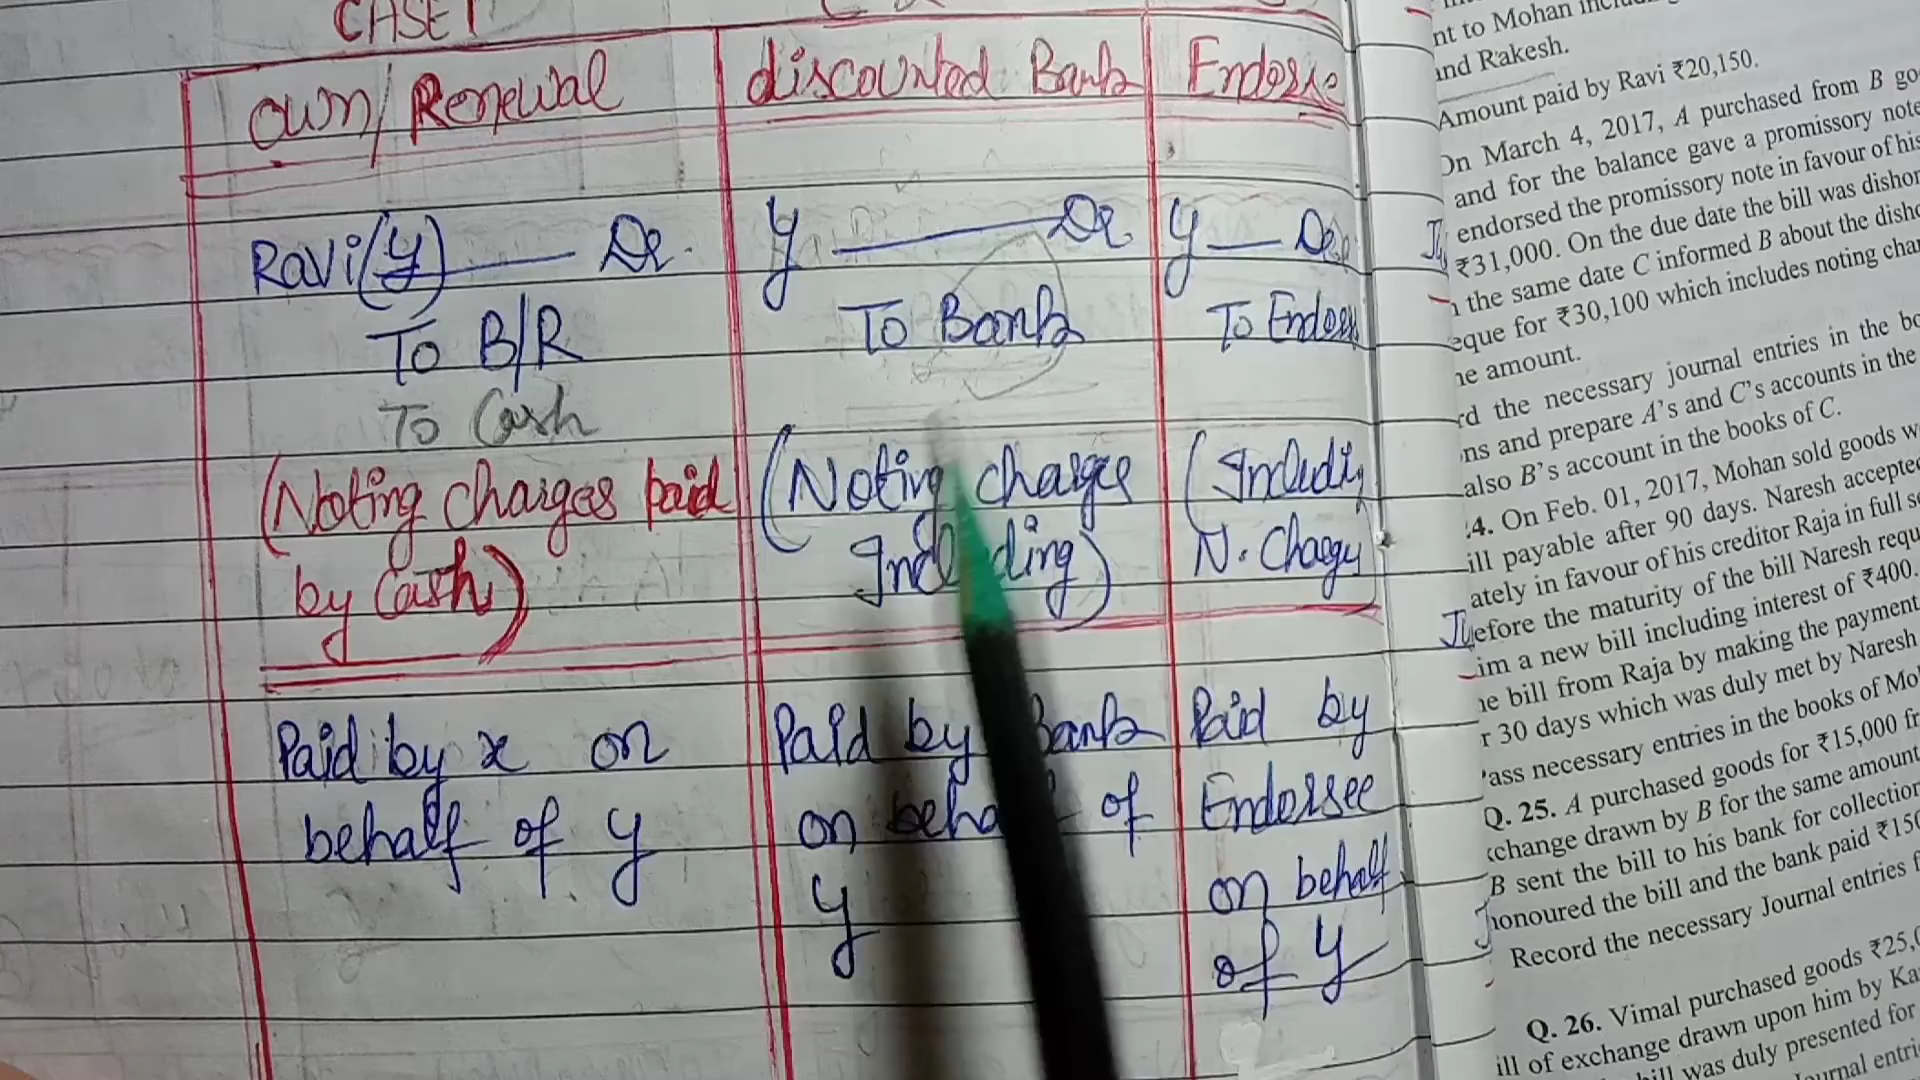 CASE 1
own/Renewal
Ravi(y) Dr.
To B/R
To Cash
(Noting charges paid
by Cash)
Paid by x on
behalf of y
discounted Bank
y Dr
To Bank
(Noting charges
Including)
Paid by Bank
on behalf of
y
Endorse
y Dr.
To Endors
(Includi
N. Chargy
Paid by
Endorsee
on behalf
of y
nt to Mohan
and Rakesh.
Amount paid by Ravi ₹20,150.
On March 4, 2017, A purchased from B go
and for the balance gave a promissory note
endorsed the promissory note in favour of his
₹31,000. On the due date the bill was dishon
n the same date C informed B about the disho
eque for ₹30,100 which includes noting char
he amount.
rd the necessary journal entries in the bo
ns and prepare A's and C's accounts in the
also B's account in the books of C.
4. On Feb. 01, 2017, Mohan sold goods w
ill payable after 90 days. Naresh accepted
ately in favour of his creditor Raja in full se
efore the maturity of the bill Naresh requ
im a new bill including interest of ₹400.
he bill from Raja by making the payment
r 30 days which was duly met by Naresh
ass necessary entries in the books of Mo
Q. 25. A purchased goods for ₹15,000 fr
xchange drawn by B for the same amount
B sent the bill to his bank for collection
honoured the bill and the bank paid ₹150
Record the necessary Journal entries
Q. 26. Vimal purchased goods ₹25,0
ill of exchange drawn upon him by Ka
bill was duly presented for
Journal entri